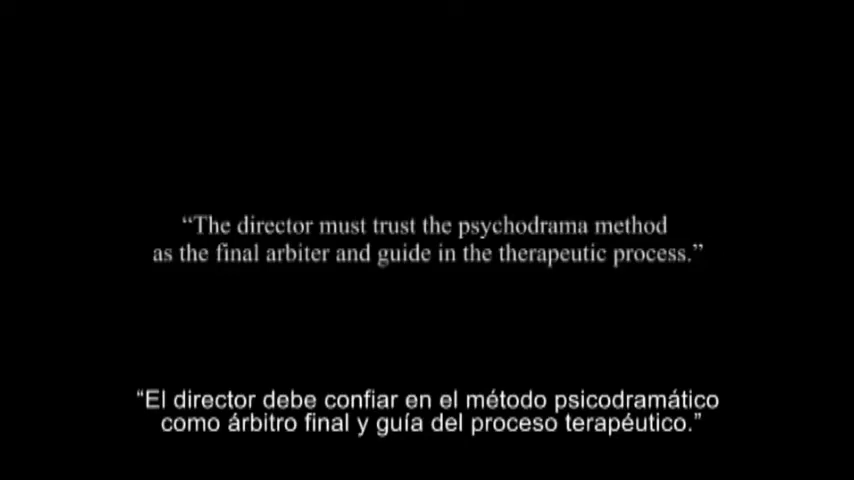 “The director must trust the psychodrama method
as the final arbiter and guide in the therapeutic process.”
“El director debe confiar en el método psicodramático
como árbitro final y guía del proceso terapéutico.”